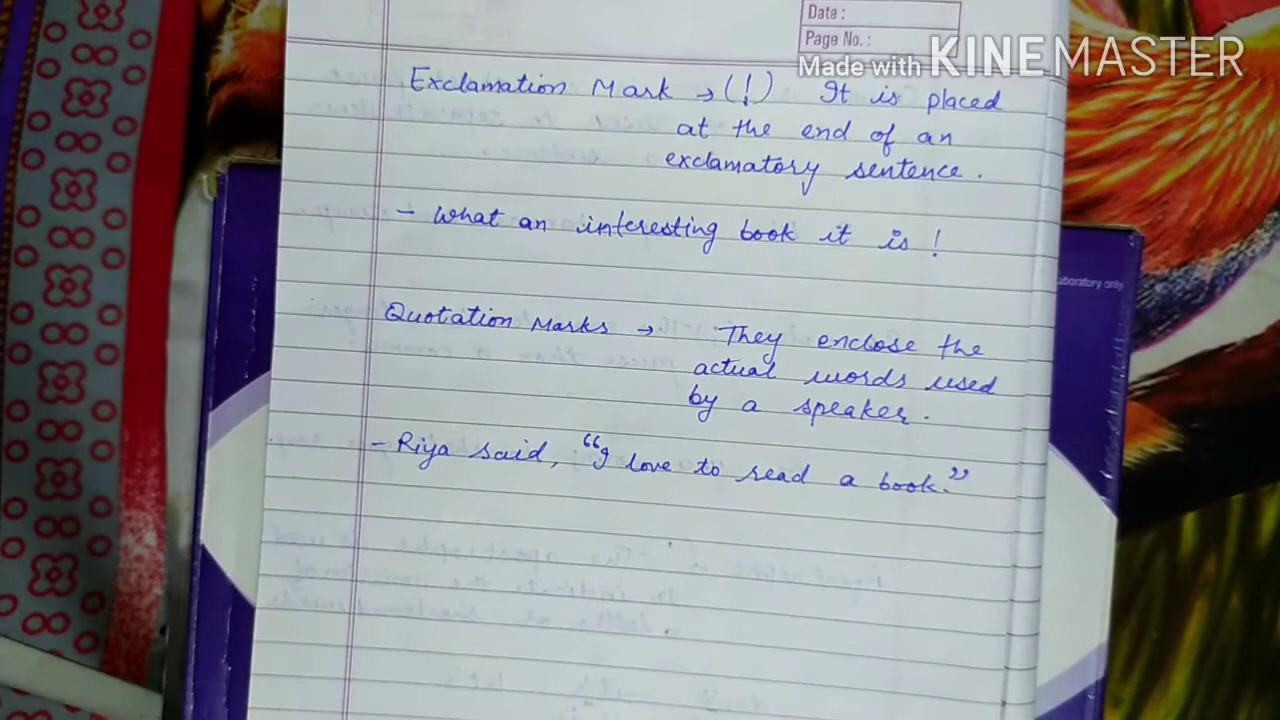 Date :
Page No. :
Made with KINEMASTER
Exclamation Mark → (!) It is placed
at the end of an
exclamatory sentence.
- What an interesting book it is !
aboratory only
Quotation Marks → They enclose the
actual words used
by a speaker.
- Riya said, “I love to read a book.”